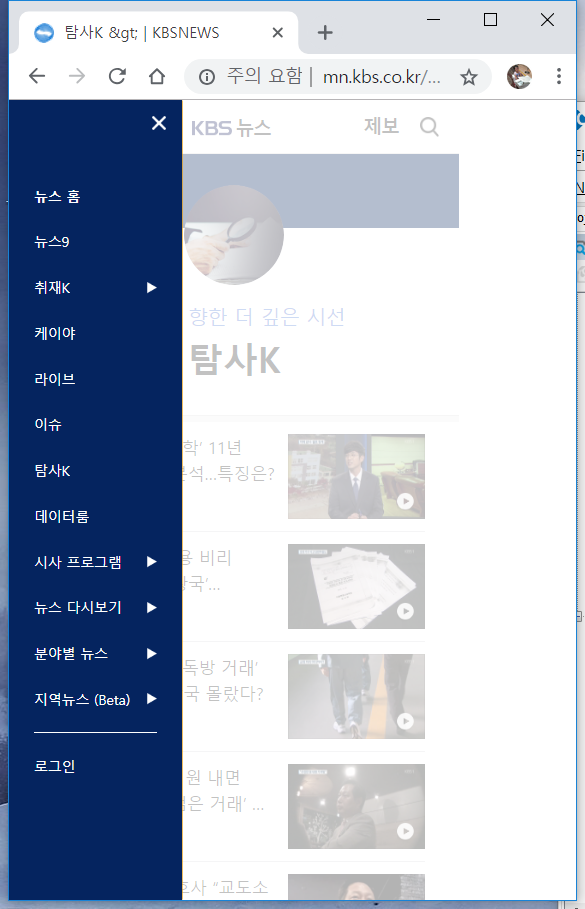 탐사K &gt; | KBSNEWS
주의 요함 | mn.kbs.co.kr/...
뉴스 홈
뉴스9
취재K
케이야
라이브
이슈
탐사K
데이터룸
시사 프로그램
뉴스 다시보기
분야별 뉴스
지역뉴스 (Beta)
로그인
KBS 뉴스
제보
향한 더 깊은 시선
탐사K
학’ 11년
분석...특징은?
용 비리
왕국’...
독방 거래’
국 몰랐다?
원 내면
검은 거래’ ...
호사 “교도소